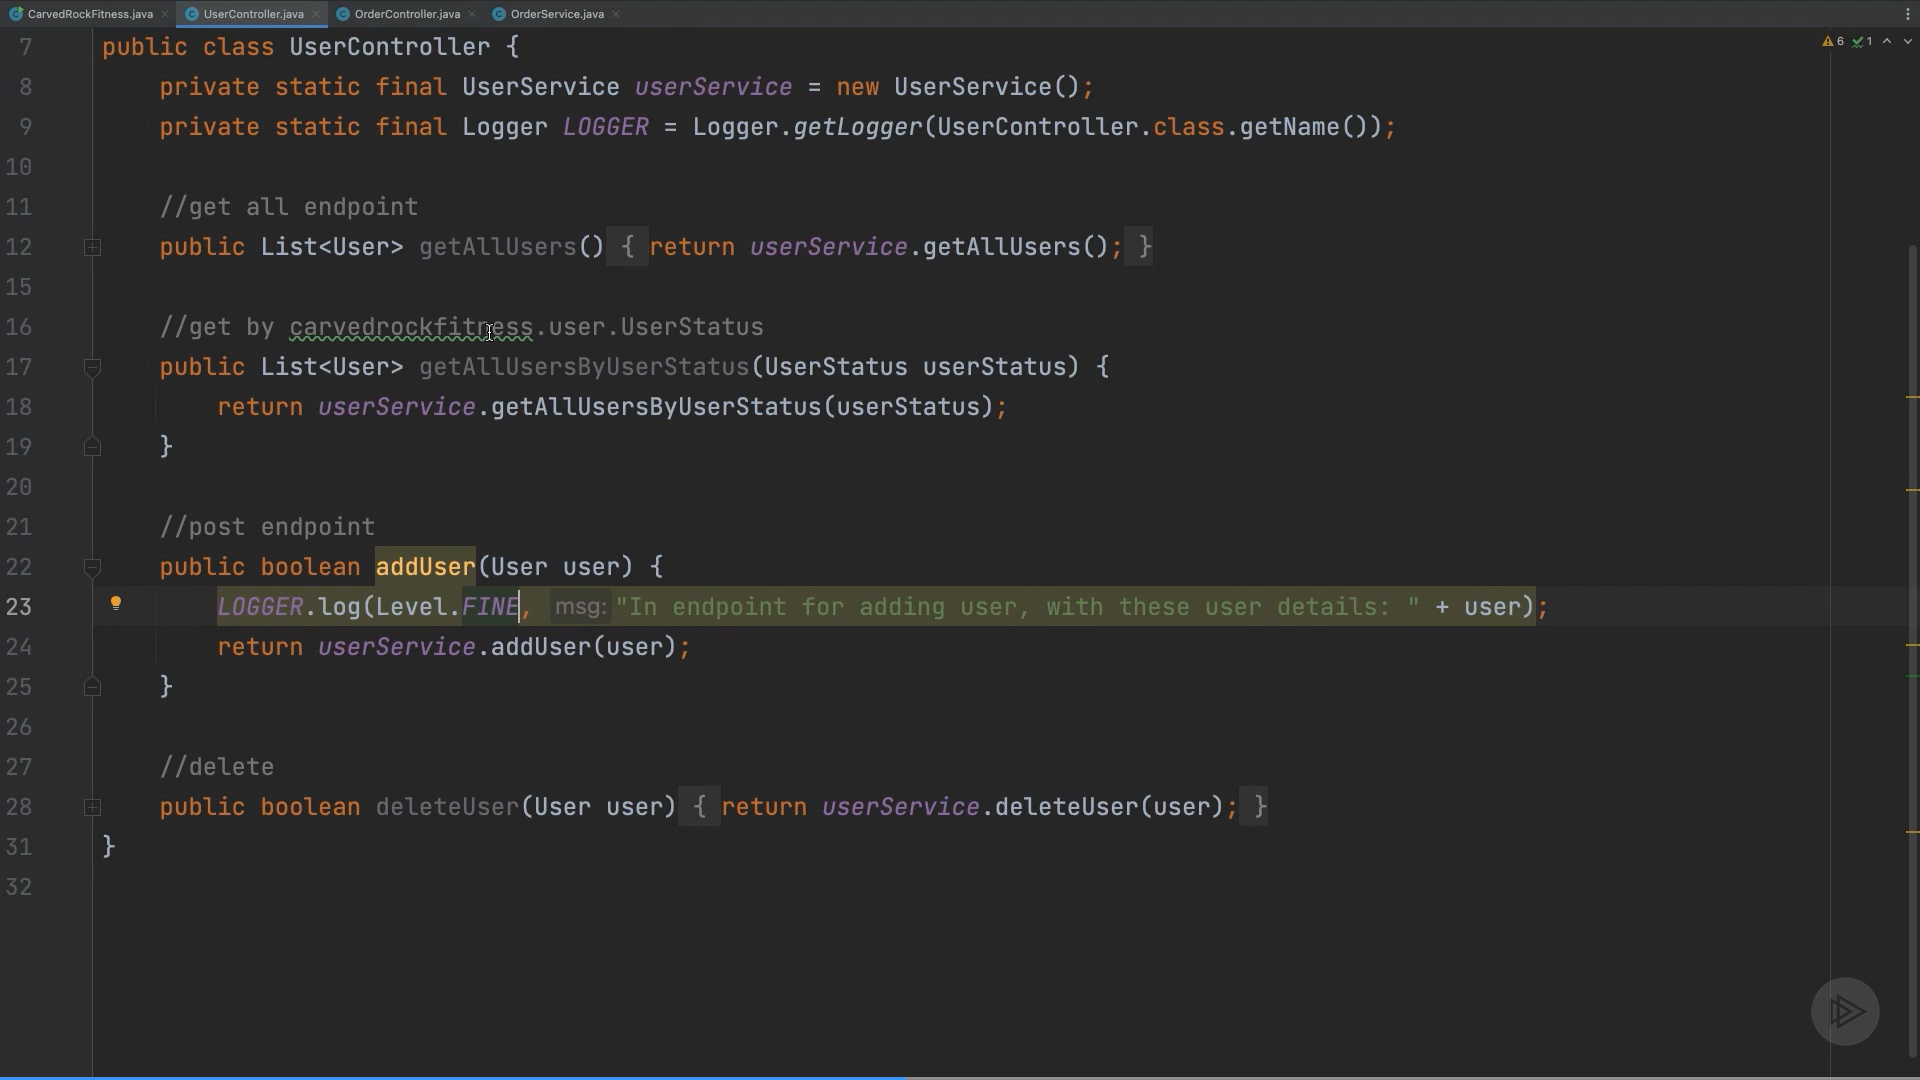 CarvedRockFitness.java UserController.java OrderController.java OrderService.java
6 1
7 public class UserController {
8 private static final UserService userService = new UserService();
9 private static final Logger LOGGER = Logger.getLogger(UserController.class.getName());
10
11 //get all endpoint
12 public List<User> getAllUsers() { return userService.getAllUsers(); }
15
16 //get by carvedrockfitness.user.UserStatus
17 public List<User> getAllUsersByUserStatus(UserStatus userStatus) {
18 return userService.getAllUsersByUserStatus(userStatus);
19 }
20
21 //post endpoint
22 public boolean addUser(User user) {
23 LOGGER.log(Level.FINE, msg: "In endpoint for adding user, with these user details: " + user);
24 return userService.addUser(user);
25 }
26
27 //delete
28 public boolean deleteUser(User user) { return userService.deleteUser(user); }
31 }
32